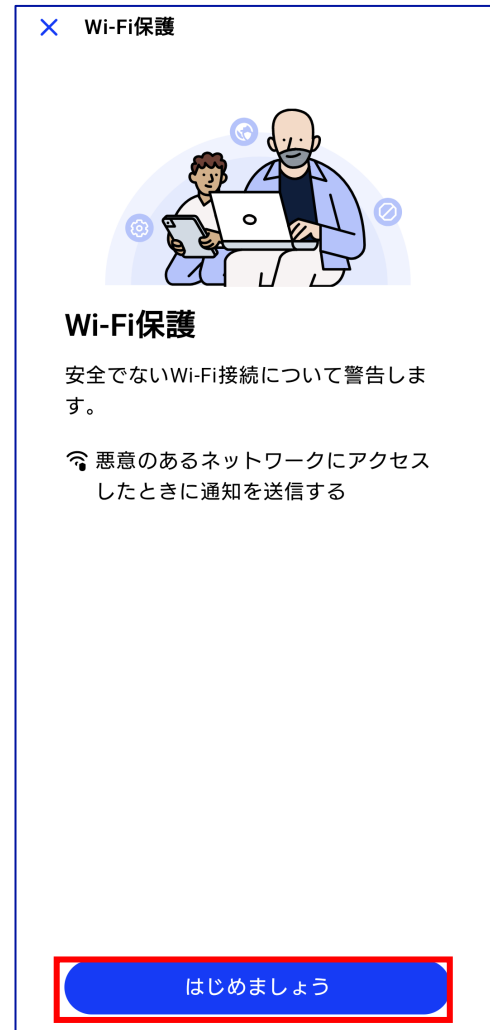 Wi-Fi保護
Wi-Fi保護
安全でないWi-Fi接続について警告しま
す。
悪意のあるネットワークにアクセス
したときに通知を送信する
はじめましょう